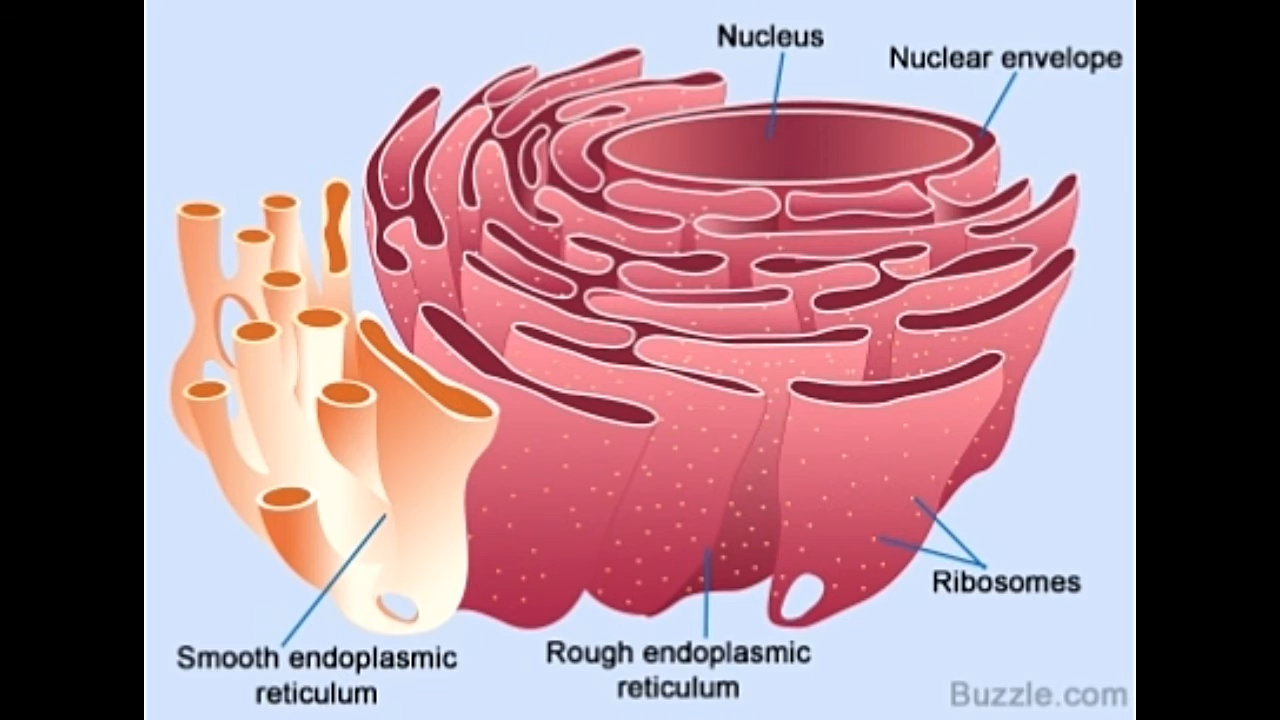 Nucleus
Nuclear envelope
Ribosomes
Smooth endoplasmic
reticulum
Rough endoplasmic
reticulum
Buzzle.com